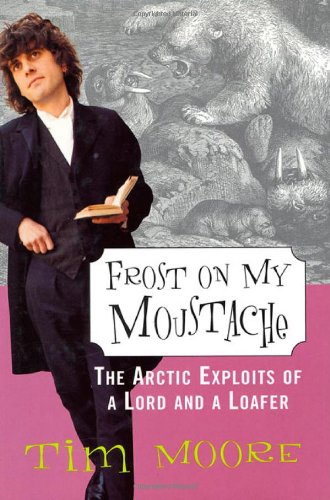 FROST ON MY
MOUSTACHE
THE ARCTIC EXPLOITS OF
A LORD AND A LOAFER
TIM MOORE